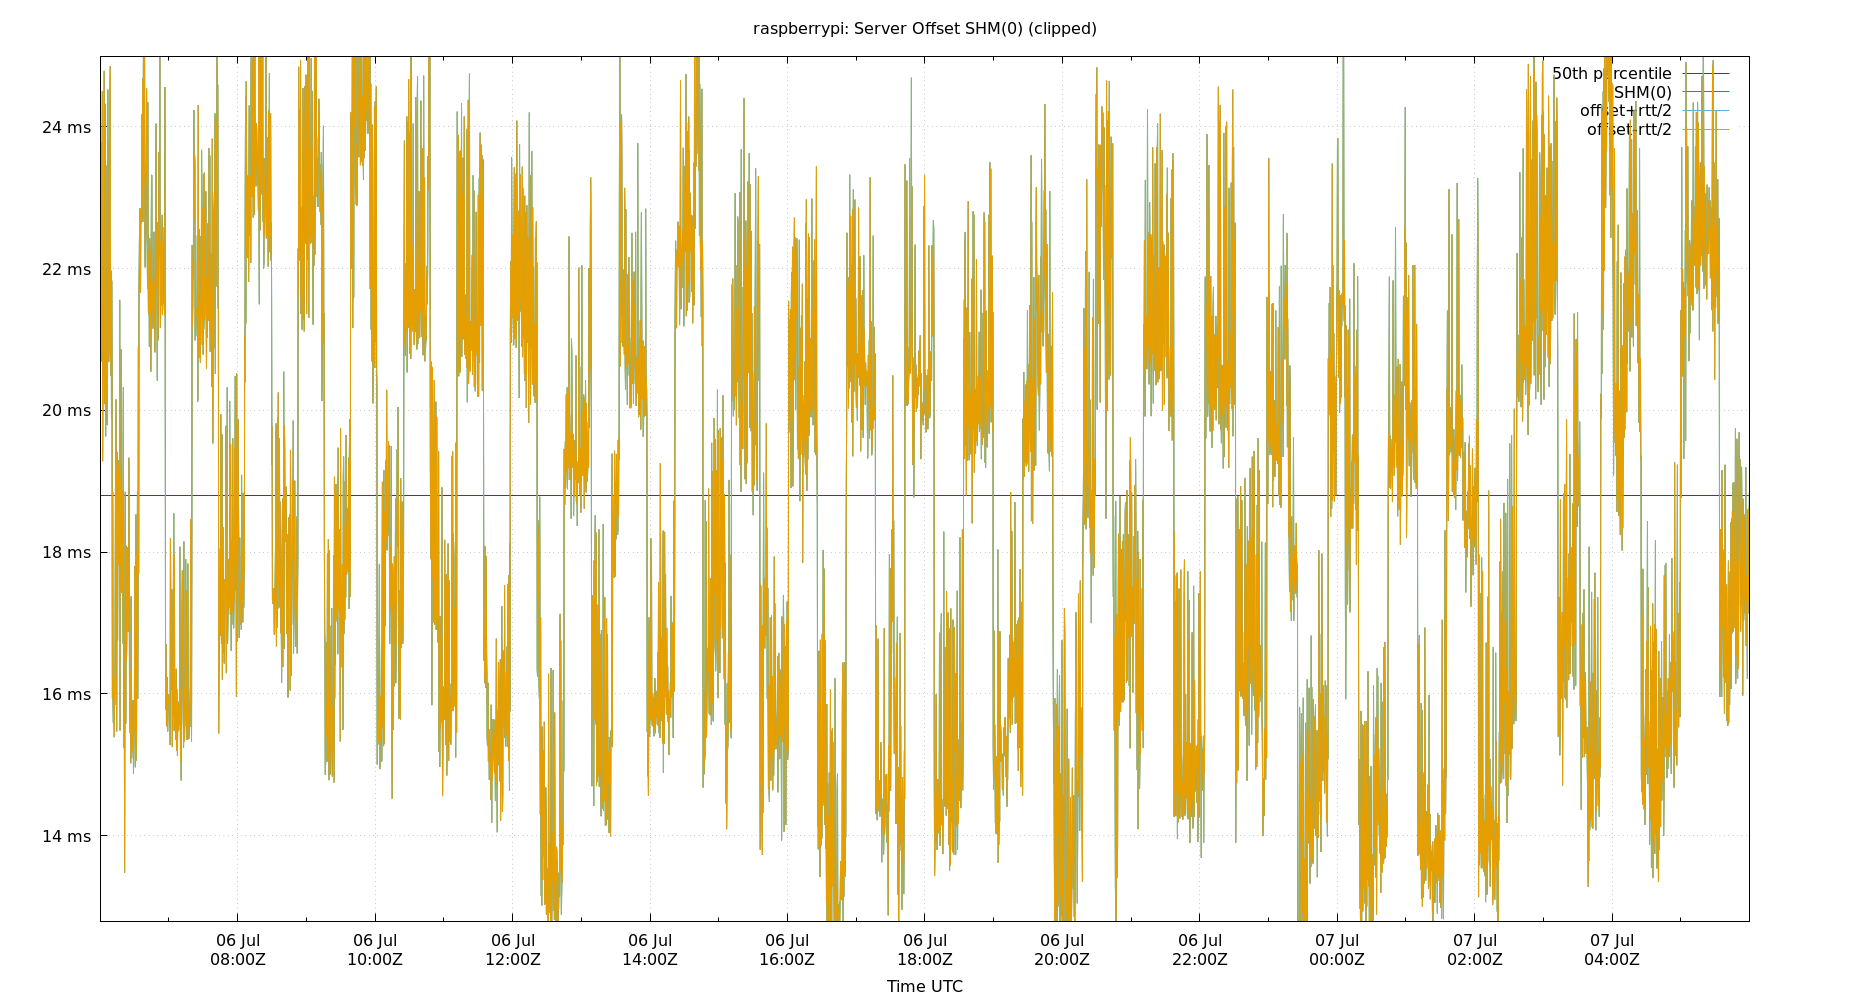 raspberrypi: Server Offset SHM(0) (clipped)
50th percentile
SHM(0)
offset+rtt/2
offset-rtt/2
24 ms
22 ms
20 ms
18 ms
16 ms
14 ms
06 Jul 06 Jul 06 Jul 06 Jul 06 Jul 06 Jul 06 Jul 06 Jul 07 Jul 07 Jul 07 Jul
08:00Z 10:00Z 12:00Z 14:00Z 16:00Z 18:00Z 20:00Z 22:00Z 00:00Z 02:00Z 04:00Z
Time UTC